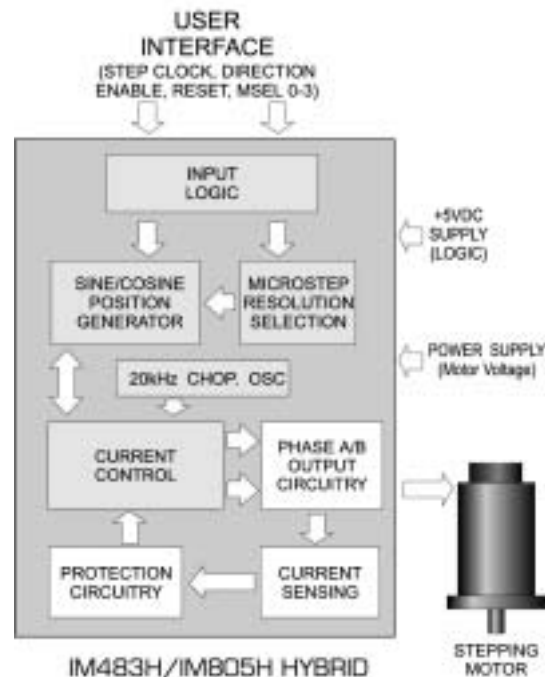 USER
INTERFACE
(STEP CLOCK, DIRECTION
ENABLE, RESET, MSEL 0-3)
INPUT
LOGIC
+5VDC
SUPPLY
(LOGIC)
SINE/COSINE
POSITION
GENERATOR
MICROSTEP
RESOLUTION
SELECTION
POWER SUPPLY
(Motor Voltage)
20kHz CHOP. OSC
CURRENT
CONTROL
PHASE A/B
OUTPUT
CIRCUITRY
PROTECTION
CIRCUITRY
CURRENT
SENSING
STEPPING
MOTOR
IM483H/IM805H HYBRID